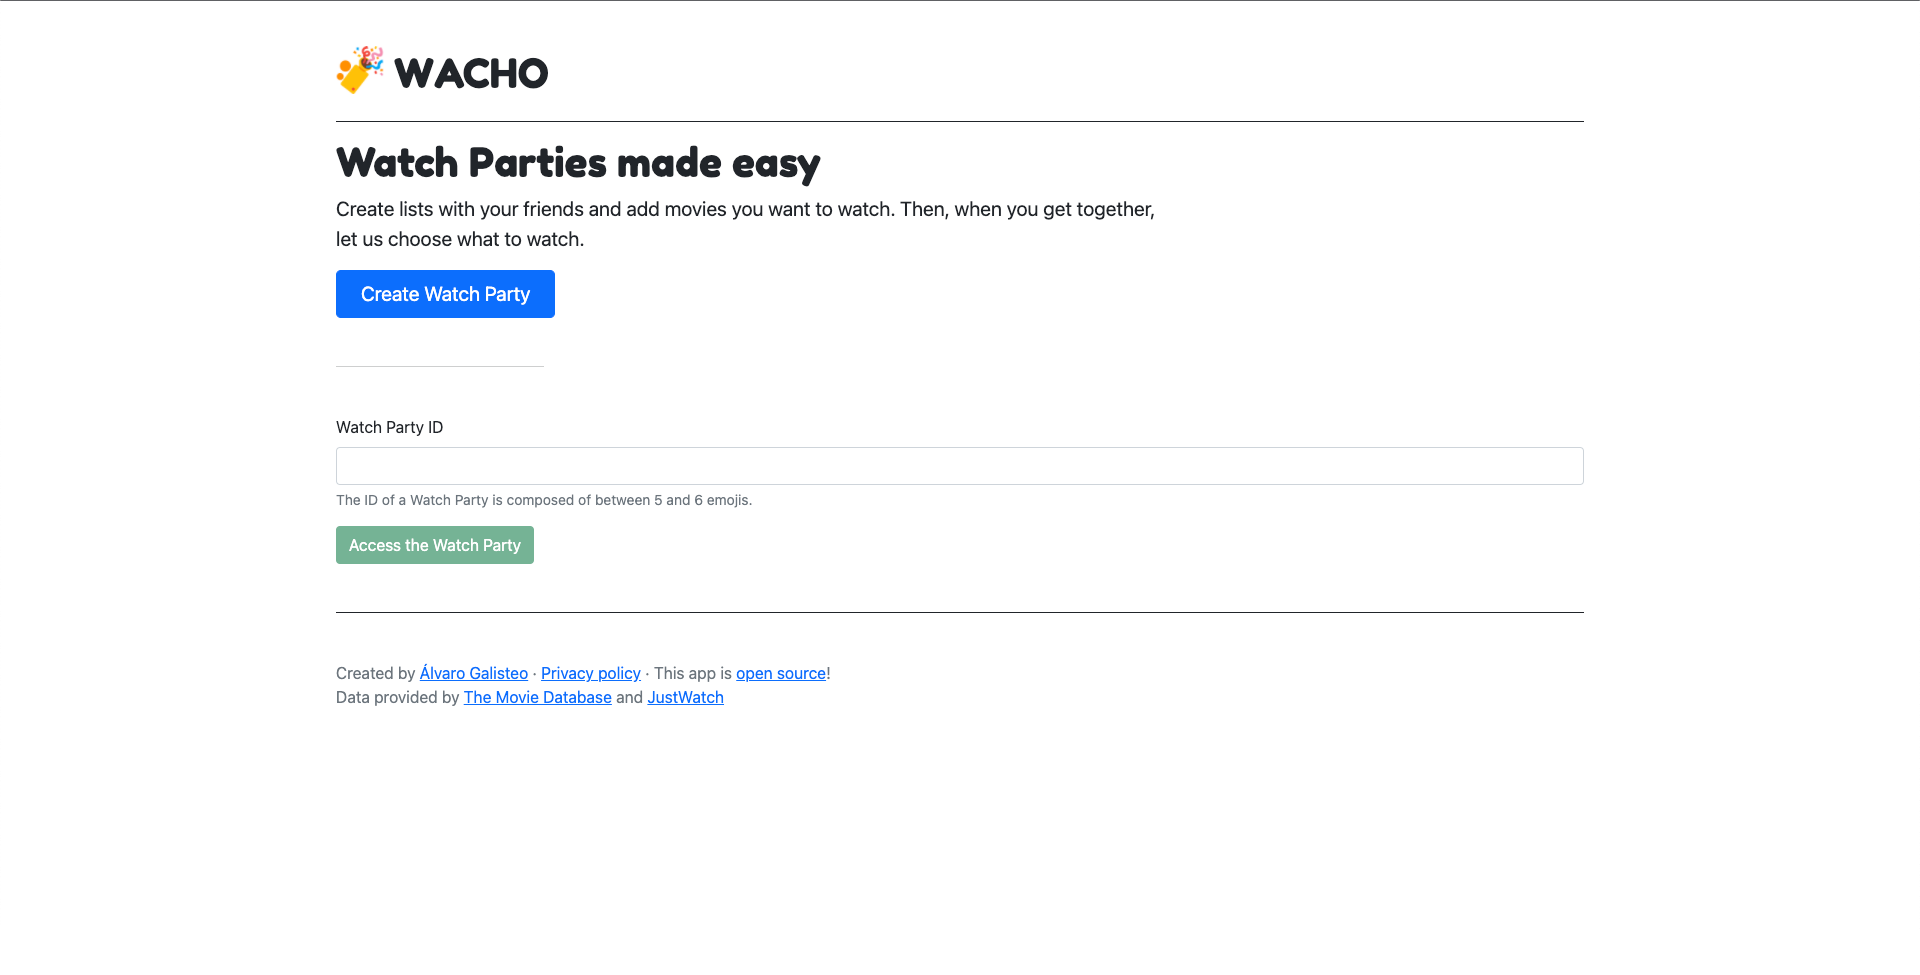 WACHO
Watch Parties made easy
Create lists with your friends and add movies you want to watch. Then, when you get together,
let us choose what to watch.
Create Watch Party
Watch Party ID
The ID of a Watch Party is composed of between 5 and 6 emojis.
Access the Watch Party
Created by Álvaro Galisteo · Privacy policy · This app is open source!
Data provided by The Movie Database and JustWatch